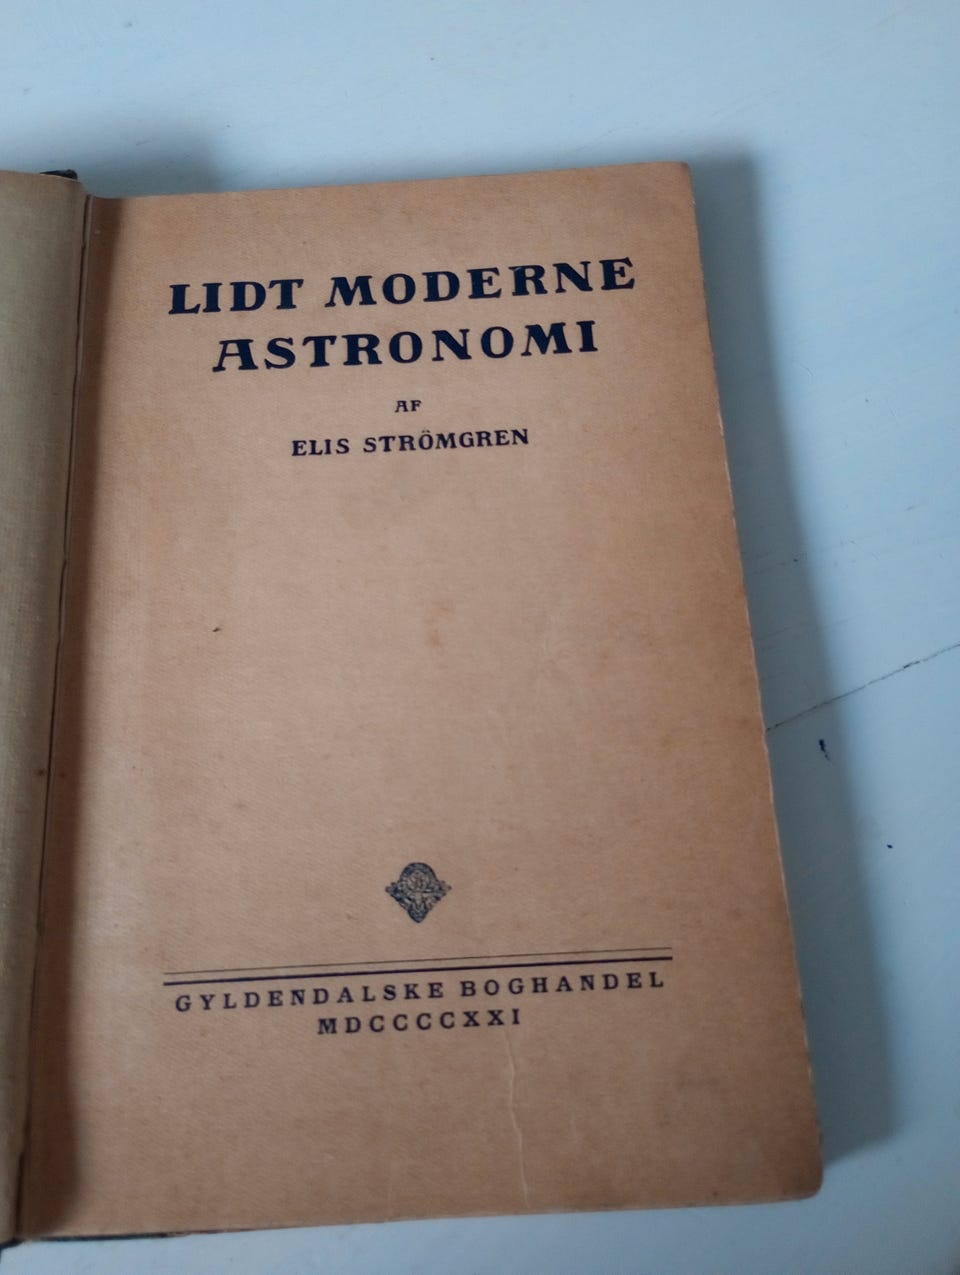 LIDT MODERNE
ASTRONOMI
AF
ELIS STRÖMGREN
GYLDENDALSKE BOGHANDEL
MDCCCCXXI